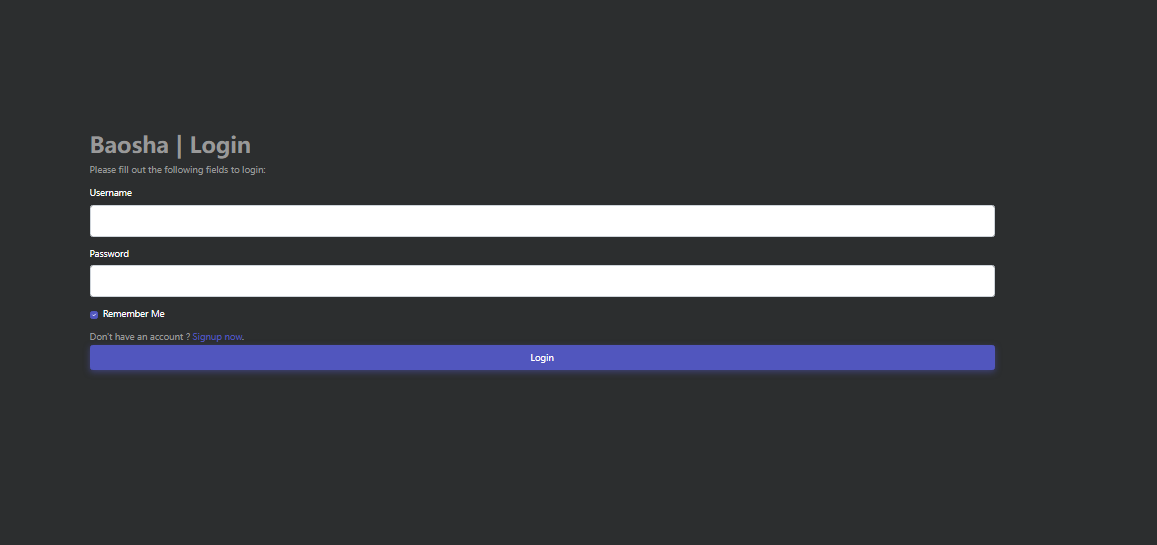 Baosha | Login
Please fill out the following fields to login:
Username
Password
Remember Me
Don't have an account ? Signup now.
Login